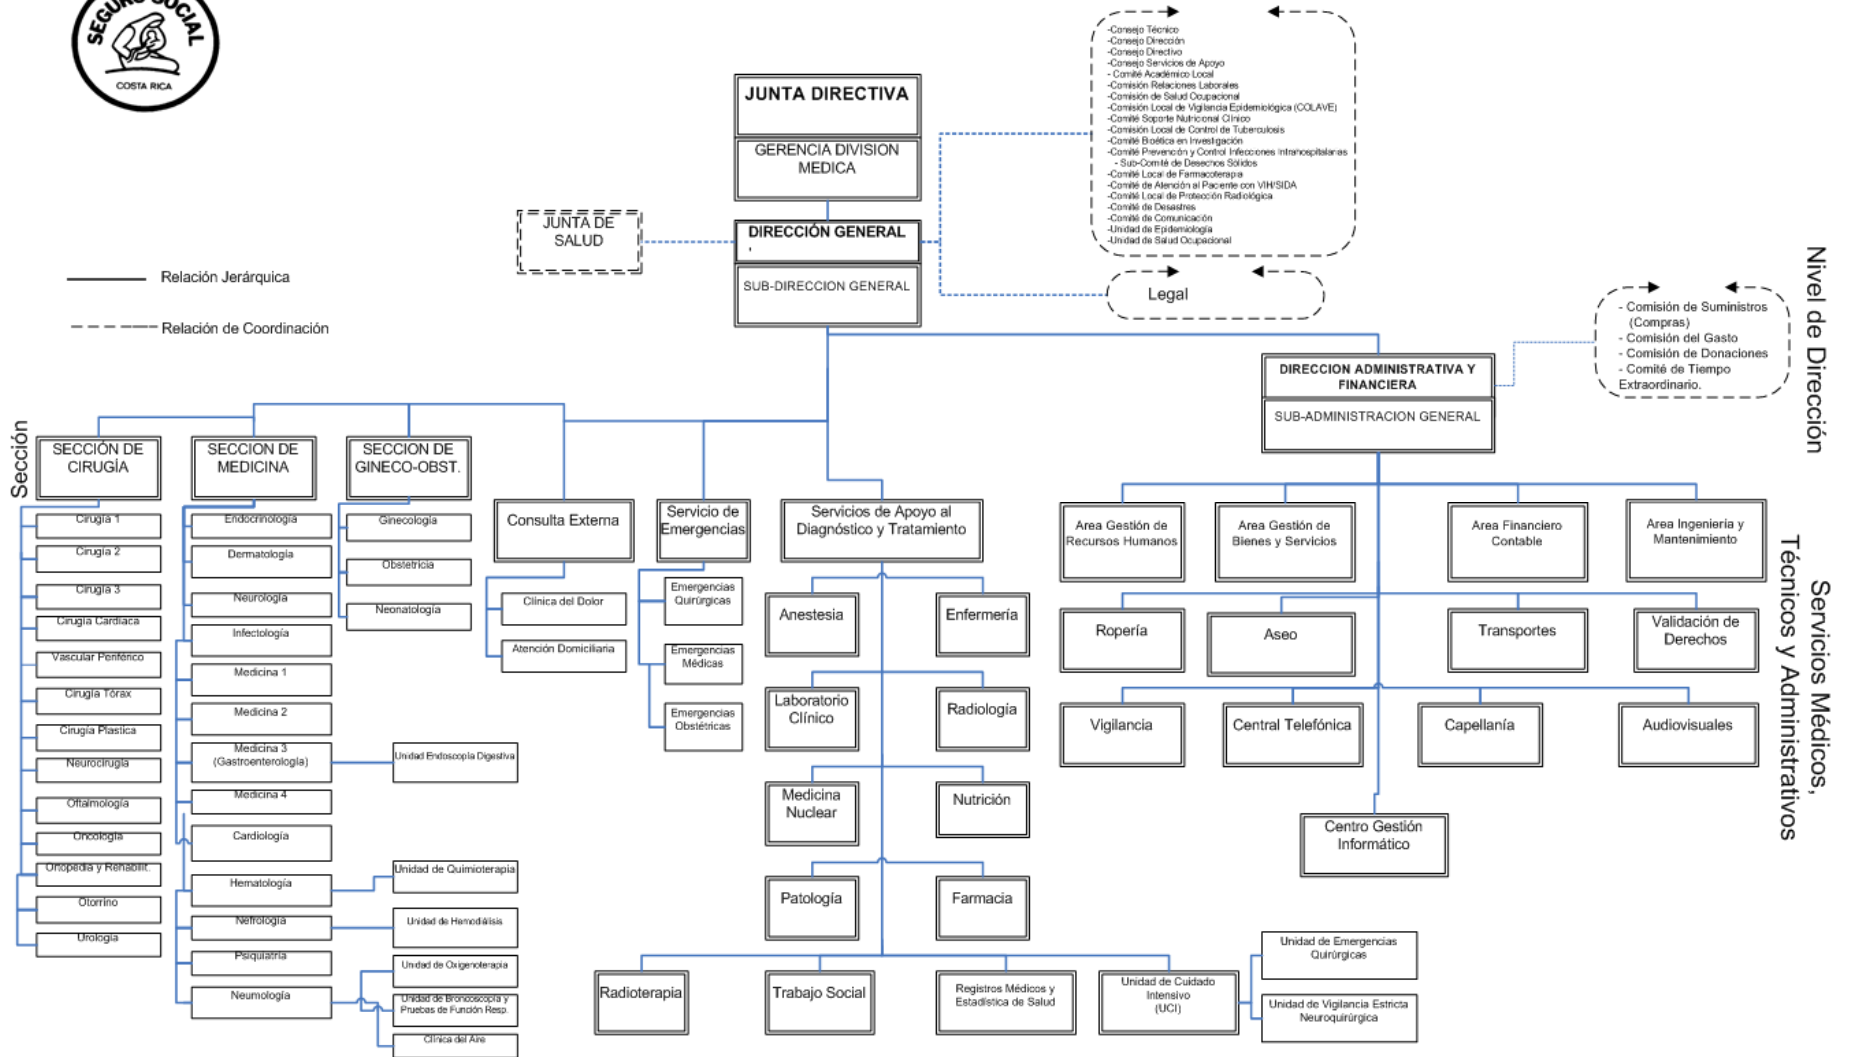 SEGURO SOCIAL
COSTA RICA
JUNTA DIRECTIVA
GERENCIA DIVISION
MEDICA
-Consejo Técnico
-Consejo Dirección
-Consejo Directivo
-Consejo Servicios de Apoyo
- Comité Académico Local
-Comisión Relaciones Laborales
-Comisión de Salud Ocupacional
-Comisión Local de Vigilancia Epidemiológica (COLAVE)
-Comité Soporte Nutricional Clínico
-Comisión Local de Control de Tuberculosis
-Comité Bioética en Investigación
-Comité Prevención y Control Infecciones Intrahospitalarias
- Sub-Comité de Desechos Sólidos
-Comité Local de Farmacoterapia
-Comité de Atención al Paciente con VIH/SIDA
-Comité Local de Protección Radiológica
-Comité de Desastres
-Comité de Comunicación
-Unidad de Epidemiología
-Unidad de Salud Ocupacional
JUNTA DE
SALUD
DIRECCIÓN GENERAL
SUB-DIRECCION GENERAL
Legal
Relación Jerárquica
Relación de Coordinación
- Comisión de Suministros
(Compras)
- Comisión del Gasto
- Comisión de Donaciones
- Comité de Tiempo
Extraordinario.
Nivel de Dirección
DIRECCION ADMINISTRATIVA Y
FINANCIERA
SUB-ADMINISTRACION GENERAL
Sección
SECCIÓN DE
CIRUGÍA
SECCION DE
MEDICINA
SECCION DE
GINECO-OBST.
Consulta Externa
Servicio de
Emergencias
Servicios de Apoyo al
Diagnóstico y Tratamiento
Cirugía 1
Cirugía 2
Cirugía 3
Cirugía Cardíaca
Vascular Periférico
Cirugía Tórax
Cirugía Plastica
Neurocirugía
Oftalmología
Oncología
Ortopedia y Rehabilit.
Otorrino
Urología
Endocrinología
Dermatología
Neurología
Infectología
Medicina 1
Medicina 2
Medicina 3
(Gastroenterología)
Medicina 4
Cardiología
Hematología
Nefrología
Psiquiatría
Neumología
Unidad Endoscopía Digestiva
Unidad de Quimioterapia
Unidad de Hemodiálisis
Unidad de Oxigenoterapia
Unidad de Broncoscopía y
Pruebas de Función Resp.
Clínica del Aire
Ginecología
Obstetricia
Neonatología
Clínica del Dolor
Atención Domiciliaria
Emergencias
Quirúrgicas
Emergencias
Médicas
Emergencias
Obstétricas
Anestesia
Enfermería
Laboratorio
Clínico
Radiología
Medicina
Nuclear
Nutrición
Patología
Farmacia
Radioterapia
Trabajo Social
Registros Médicos y
Estadística de Salud
Unidad de Cuidado
Intensivo
(UCI)
Unidad de Emergencias
Quirúrgicas
Unidad de Vigilancia Estricta
Neuroquirúrgica
Area Gestión de
Recursos Humanos
Area Gestión de
Bienes y Servicios
Area Financiero
Contable
Area Ingeniería y
Mantenimiento
Ropería
Aseo
Transportes
Validación de
Derechos
Vigilancia
Central Telefónica
Capellanía
Audiovisuales
Centro Gestión
Informático
Servicios Médicos,
Técnicos y Administrativos